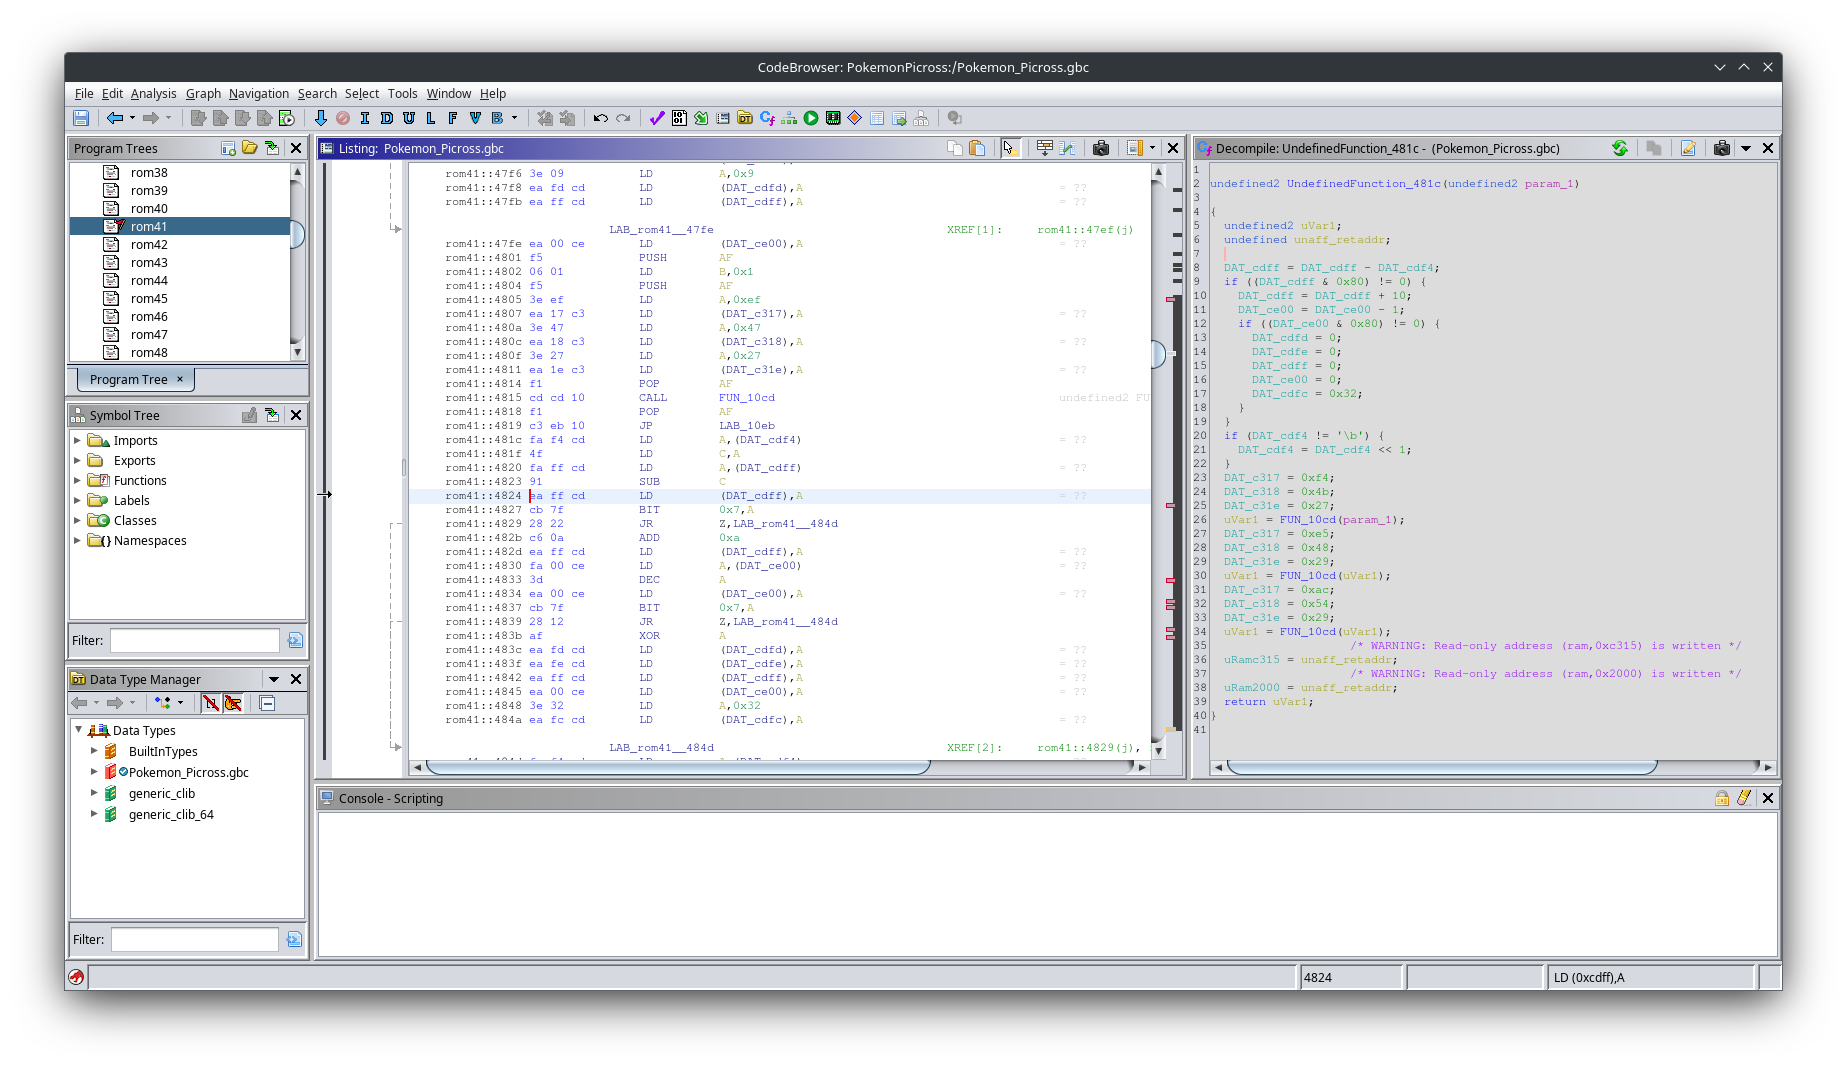 CodeBrowser: PokemonPicross:/Pokemon_Picross.gbc
File Edit Analysis Graph Navigation Search Select Tools Window Help
Program Trees
rom38
rom39
rom40
rom41
rom42
rom43
rom44
rom45
rom46
rom47
rom48
Program Tree ×
Symbol Tree
Imports
Exports
Functions
Labels
Classes
Namespaces
Filter:
Data Type Manager
Data Types
BuiltInTypes
Pokemon_Picross.gbc
generic_clib
generic_clib_64
Filter:
Listing: Pokemon_Picross.gbc
rom41::47f6 3e 09 LD A,0x9
rom41::47f8 ea fd cd LD (DAT_cdfd),A = ??
rom41::47fb ea ff cd LD (DAT_cdff),A = ??
LAB_rom41__47fe XREF[1]: rom41::47ef(j)
rom41::47fe ea 00 ce LD (DAT_ce00),A = ??
rom41::4801 f5 PUSH AF
rom41::4802 06 01 LD B,0x1
rom41::4804 f5 PUSH AF
rom41::4805 3e ef LD A,0xef
rom41::4807 ea 17 c3 LD (DAT_c317),A = ??
rom41::480a 3e 47 LD A,0x47
rom41::480c ea 18 c3 LD (DAT_c318),A = ??
rom41::480f 3e 27 LD A,0x27
rom41::4811 ea 1e c3 LD (DAT_c31e),A = ??
rom41::4814 f1 POP AF
rom41::4815 cd cd 10 CALL FUN_10cd undefined2 FU
rom41::4818 f1 POP AF
rom41::4819 c3 eb 10 JP LAB_10eb
rom41::481c fa f4 cd LD A,(DAT_cdf4) = ??
rom41::481f 4f LD C,A
rom41::4820 fa ff cd LD A,(DAT_cdff) = ??
rom41::4823 91 SUB C
rom41::4824 ea ff cd LD (DAT_cdff),A = ??
rom41::4827 cb 7f BIT 0x7,A
rom41::4829 28 22 JR Z,LAB_rom41__484d
rom41::482b c6 0a ADD 0xa
rom41::482d ea ff cd LD (DAT_cdff),A = ??
rom41::4830 fa 00 ce LD A,(DAT_ce00) = ??
rom41::4833 3d DEC A
rom41::4834 ea 00 ce LD (DAT_ce00),A = ??
rom41::4837 cb 7f BIT 0x7,A
rom41::4839 28 12 JR Z,LAB_rom41__484d
rom41::483b af XOR A
rom41::483c ea fd cd LD (DAT_cdfd),A = ??
rom41::483f ea fe cd LD (DAT_cdfe),A = ??
rom41::4842 ea ff cd LD (DAT_cdff),A = ??
rom41::4845 ea 00 ce LD (DAT_ce00),A = ??
rom41::4848 3e 32 LD A,0x32
rom41::484a ea fc cd LD (DAT_cdfc),A = ??
LAB_rom41__484d XREF[2]: rom41::4829(j),
Decompile: UndefinedFunction_481c - (Pokemon_Picross.gbc)
1
2 undefined2 UndefinedFunction_481c(undefined2 param_1)
3
4 {
5 undefined2 uVar1;
6 undefined unaff_retaddr;
7
8 DAT_cdff = DAT_cdff - DAT_cdf4;
9 if ((DAT_cdff & 0x80) != 0) {
10 DAT_cdff = DAT_cdff + 10;
11 DAT_ce00 = DAT_ce00 - 1;
12 if ((DAT_ce00 & 0x80) != 0) {
13 DAT_cdfd = 0;
14 DAT_cdfe = 0;
15 DAT_cdff = 0;
16 DAT_ce00 = 0;
17 DAT_cdfc = 0x32;
18 }
19 }
20 if (DAT_cdf4 != '\b') {
21 DAT_cdf4 = DAT_cdf4 << 1;
22 }
23 DAT_c317 = 0xf4;
24 DAT_c318 = 0x4b;
25 DAT_c31e = 0x27;
26 uVar1 = FUN_10cd(param_1);
27 DAT_c317 = 0xe5;
28 DAT_c318 = 0x48;
29 DAT_c31e = 0x29;
30 uVar1 = FUN_10cd(uVar1);
31 DAT_c317 = 0xac;
32 DAT_c318 = 0x54;
33 DAT_c31e = 0x29;
34 uVar1 = FUN_10cd(uVar1);
35 /* WARNING: Read-only address (ram,0xc315) is written */
36 uRamc315 = unaff_retaddr;
37 /* WARNING: Read-only address (ram,0x2000) is written */
38 uRam2000 = unaff_retaddr;
39 return uVar1;
40 }
41
Console - Scripting
4824
LD (0xcdff),A